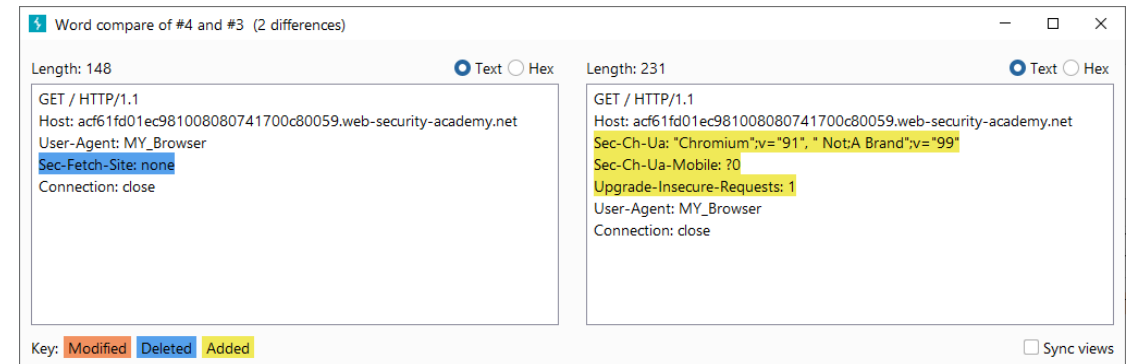 Word compare of #4 and #3 (2 differences)
Length: 148
Text
Hex
GET / HTTP/1.1
Host: acf61fd01ec981008080741700c80059.web-security-academy.net
User-Agent: MY_Browser
Sec-Fetch-Site: none
Connection: close
Length: 231
Text
Hex
GET / HTTP/1.1
Host: acf61fd01ec981008080741700c80059.web-security-academy.net
Sec-Ch-Ua: "Chromium";v="91", " Not;A Brand";v="99"
Sec-Ch-Ua-Mobile: ?0
Upgrade-Insecure-Requests: 1
User-Agent: MY_Browser
Connection: close
Key: Modified Deleted Added
Sync views